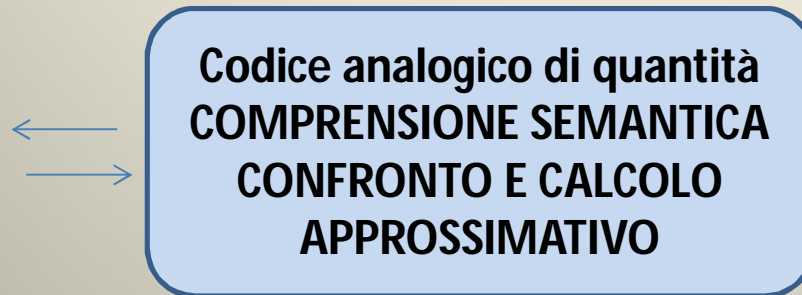 Codice analogico di quantità
COMPRENSIONE SEMANTICA
CONFRONTO E CALCOLO
APPROSSIMATIVO